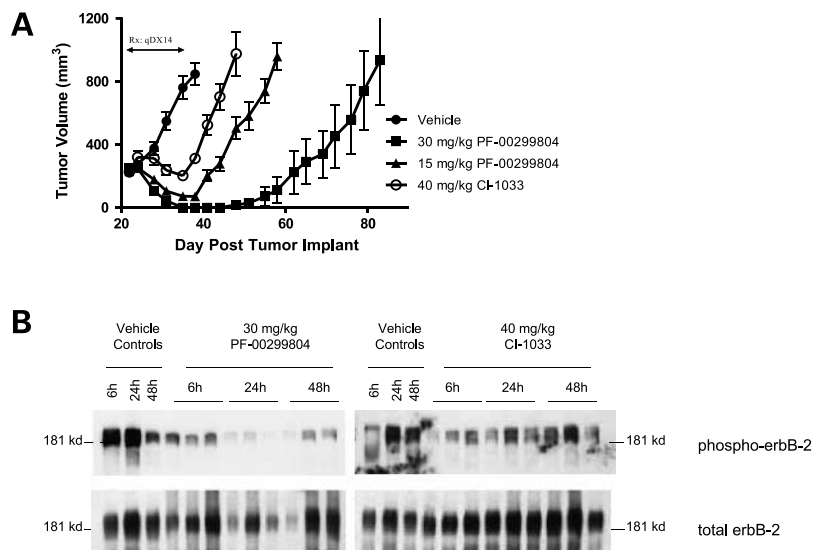 A
1200
Rx: qDX14
800
400
0
Tumor Volume (mm³)
20
40
60
80
Day Post Tumor Implant
Vehicle
30 mg/kg PF-00299804
15 mg/kg PF-00299804
40 mg/kg CI-1033
B
Vehicle
Controls
30 mg/kg
PF-00299804
Vehicle
Controls
40 mg/kg
CI-1033
6h 24h 48h 6h 24h 48h
6h 24h 48h 6h 24h 48h
181 kd
181 kd
phospho-erbB-2
181 kd
181 kd
total erbB-2